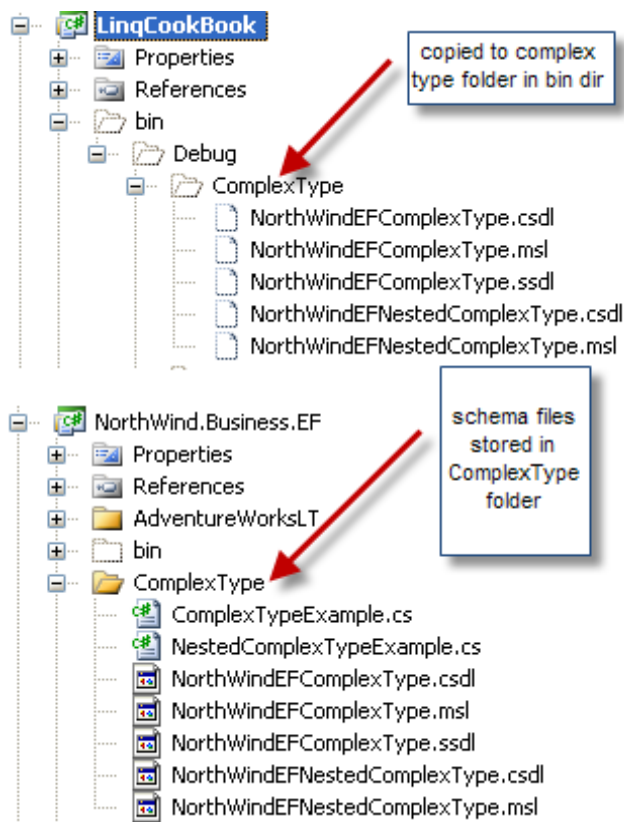 LinqCookBook
copied to complex
type folder in bin dir
Properties
References
bin
Debug
ComplexType
NorthWindEFComplexType.csdl
NorthWindEFComplexType.msl
NorthWindEFComplexType.ssdl
NorthWindEFNestedComplexType.csdl
NorthWindEFNestedComplexType.msl
NorthWind.Business.EF
schema files
stored in
ComplexType
folder
Properties
References
AdventureWorksLT
bin
ComplexType
ComplexTypeExample.cs
NestedComplexTypeExample.cs
NorthWindEFComplexType.csdl
NorthWindEFComplexType.msl
NorthWindEFComplexType.ssdl
NorthWindEFNestedComplexType.csdl
NorthWindEFNestedComplexType.msl